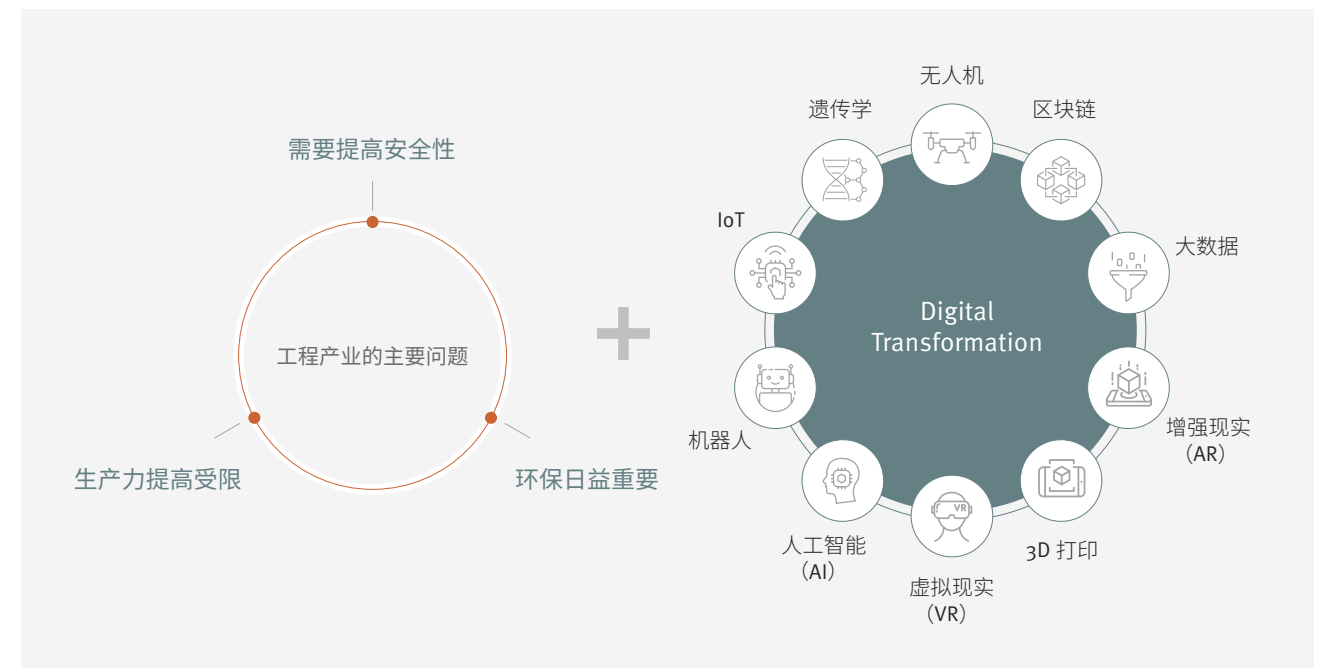 需要提高安全性
工程产业的主要问题
生产力提高受限
环保日益重要
无人机
遗传学
区块链
IoT
大数据
Digital
Transformation
机器人
增强现实
（AR）
人工智能
（AI）
3D 打印
VR
虚拟现实
（VR）